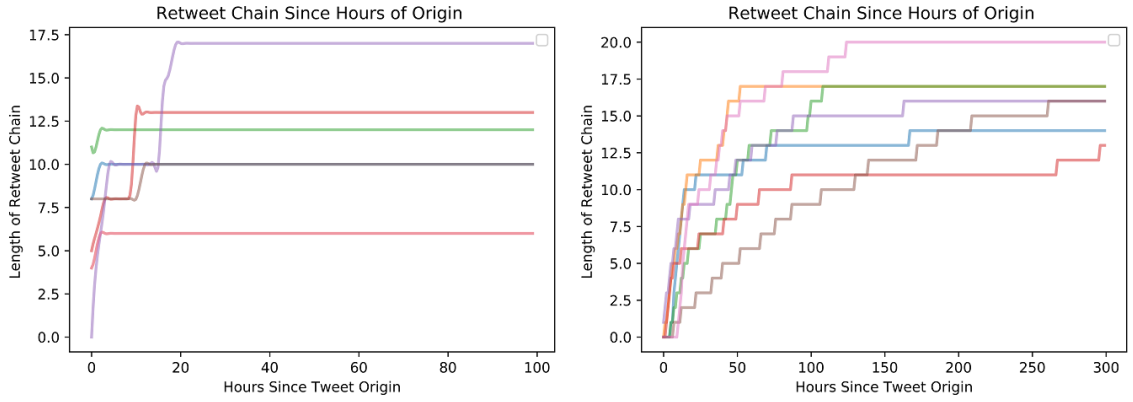 Retweet Chain Since Hours of Origin
Length of Retweet Chain
17.5
15.0
12.5
10.0
7.5
5.0
2.5
0.0
0 20 40 60 80 100
Hours Since Tweet Origin
Retweet Chain Since Hours of Origin
Length of Retweet Chain
20.0
17.5
15.0
12.5
10.0
7.5
5.0
2.5
0.0
0 50 100 150 200 250 300
Hours Since Tweet Origin